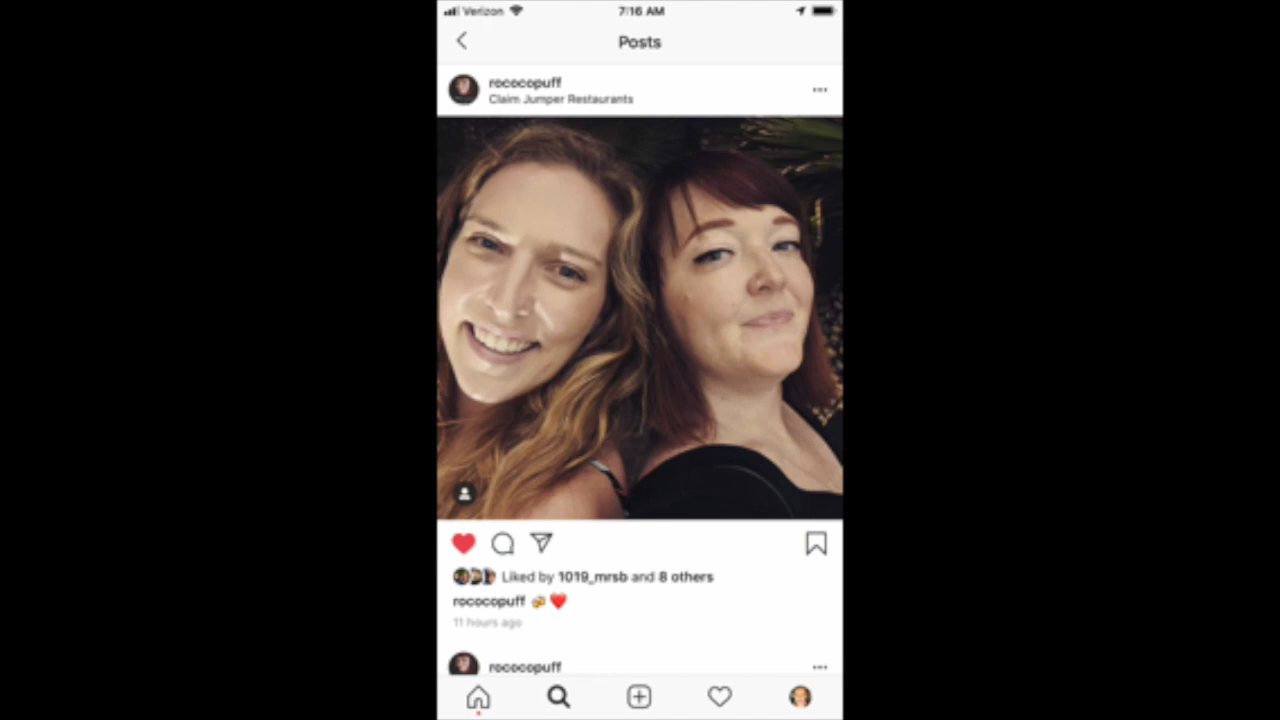 Verizon 7:16 AM
Posts
rococopuff
Claim Jumper Restaurants
Liked by 1019_mrsb and 8 others
rococopuff
11 hours ago
rococopuff